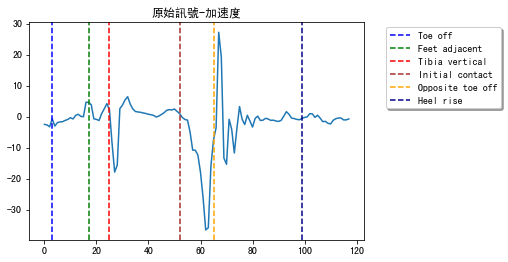 原始訊號-加速度
30
20
10
0
-10
-20
-30
0
20
40
60
80
100
120
Toe off
Feet adjacent
Tibia vertical
Initial contact
Opposite toe off
Heel rise